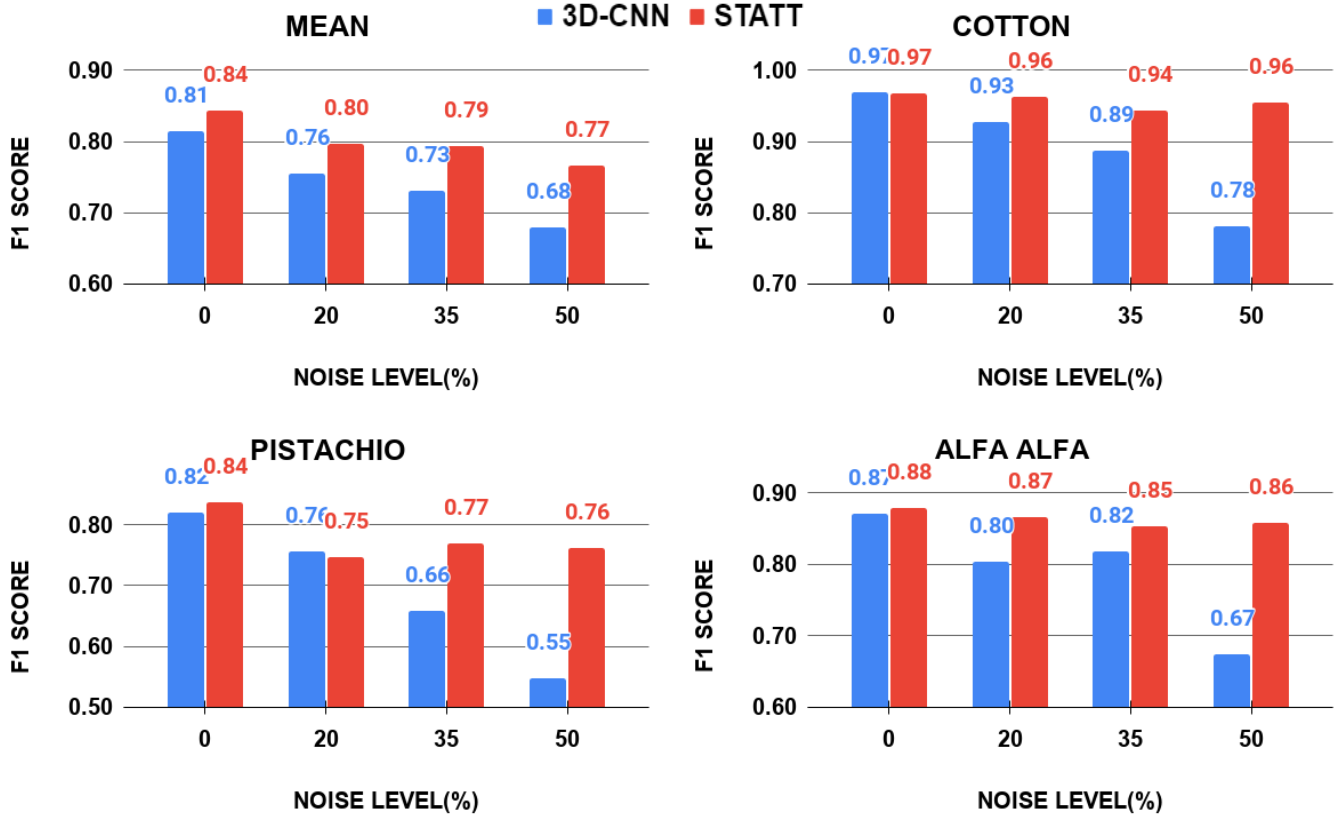 3D-CNN STATT
MEAN
F1 SCORE
0.90
0.80
0.70
0.60
0.81 0.84
0.76 0.80
0.73 0.79
0.68 0.77
0 20 35 50
NOISE LEVEL(%)
COTTON
F1 SCORE
1.00
0.90
0.80
0.70
0.97 0.97
0.93 0.96
0.89 0.94
0.78 0.96
0 20 35 50
NOISE LEVEL(%)
PISTACHIO
F1 SCORE
0.80
0.70
0.60
0.50
0.82 0.84
0.76 0.75
0.66 0.77
0.55 0.76
0 20 35 50
NOISE LEVEL(%)
ALFA ALFA
F1 SCORE
0.90
0.80
0.70
0.60
0.87 0.88
0.80 0.87
0.82 0.85
0.67 0.86
0 20 35 50
NOISE LEVEL(%)